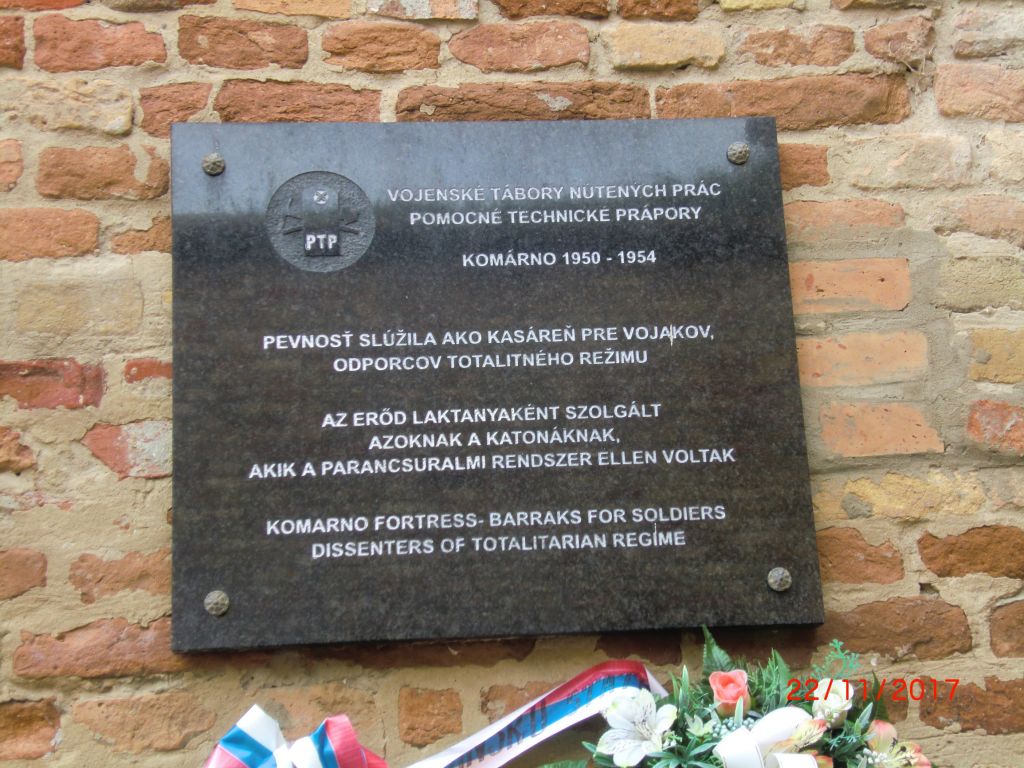 VOJENSKÉ TÁBORY NÚTENÝCH PRÁC
POMOCNÉ TECHNICKÉ PRÁPORY
PTP
KOMÁRNO 1950 - 1954
PEVNOSŤ SLÚŽILA AKO KASÁREŇ PRE VOJAKOV,
ODPORCOV TOTALITNÉHO REŽIMU
AZ ERŐD LAKTANYAKÉNT SZOLGÁLT
AZOKNAK A KATONÁKNAK,
AKIK A PARANCSURALMI RENDSZER ELLEN VOLTAK
KOMARNO FORTRESS- BARRAKS FOR SOLDIERS
DISSENTERS OF TOTALITARIAN REGIME
22/11/2017